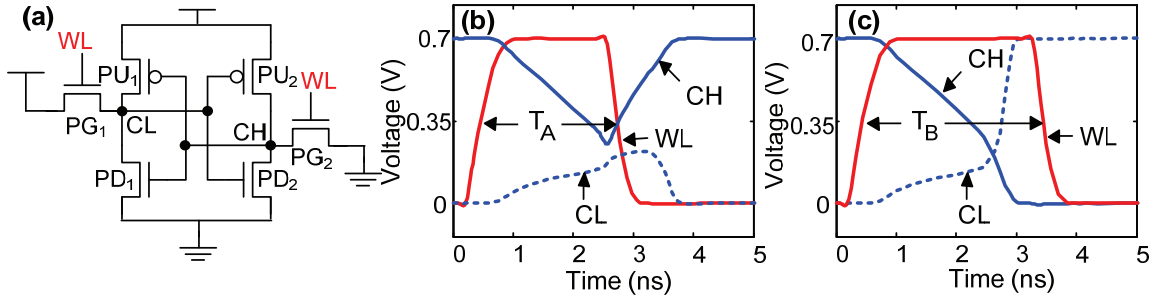 (a)
WL
PU1
PU2
WL
PG1
CL
CH
PG2
PD1
PD2
(b)
0.7
0.35
0
Voltage (V)
TA
CH
WL
CL
0 1 2 3 4 5
Time (ns)
(c)
0.7
0.35
0
Voltage (V)
CH
TB
WL
CL
0 1 2 3 4 5
Time (ns)